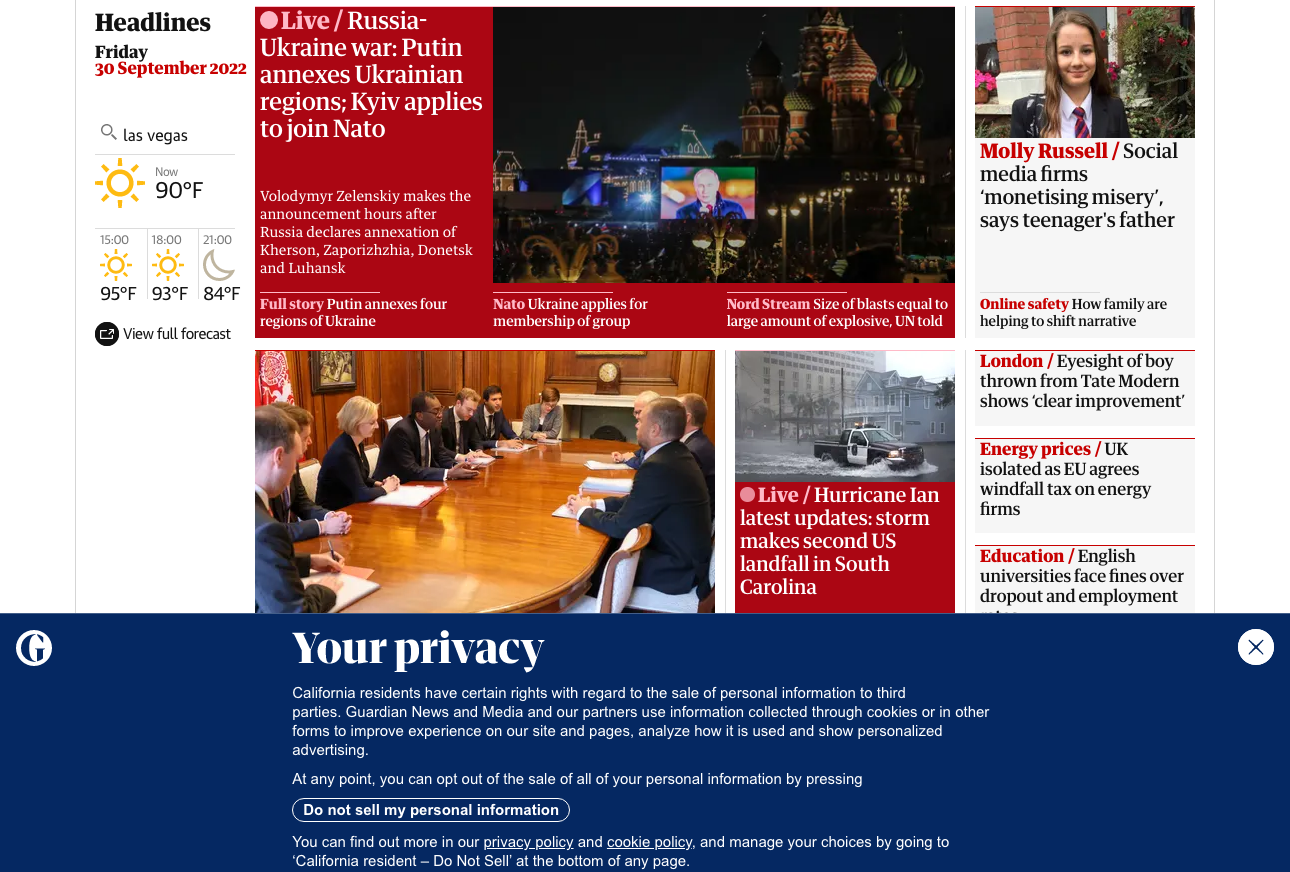 Headlines
Friday
30 September 2022
las vegas
Now
90°F
15:00
95°F
18:00
93°F
21:00
84°F
View full forecast
Live / Russia-
Ukraine war: Putin
annexes Ukrainian
regions; Kyiv applies
to join Nato
Volodymyr Zelenskiy makes the
announcement hours after
Russia declares annexation of
Kherson, Zaporizhzhia, Donetsk
and Luhansk
Full story Putin annexes four
regions of Ukraine
Nato Ukraine applies for
membership of group
Nord Stream Size of blasts equal to
large amount of explosive, UN told
Molly Russell / Social
media firms
‘monetising misery’,
says teenager's father
Online safety How family are
helping to shift narrative
Live / Hurricane Ian
latest updates: storm
makes second US
landfall in South
Carolina
London / Eyesight of boy
thrown from Tate Modern
shows ‘clear improvement’
Energy prices / UK
isolated as EU agrees
windfall tax on energy
firms
Education / English
universities face fines over
dropout and employment
Your privacy
California residents have certain rights with regard to the sale of personal information to third
parties. Guardian News and Media and our partners use information collected through cookies or in other
forms to improve experience on our site and pages, analyze how it is used and show personalized
advertising.
At any point, you can opt out of the sale of all of your personal information by pressing
Do not sell my personal information
You can find out more in our privacy policy and cookie policy, and manage your choices by going to
‘California resident – Do Not Sell’ at the bottom of any page.